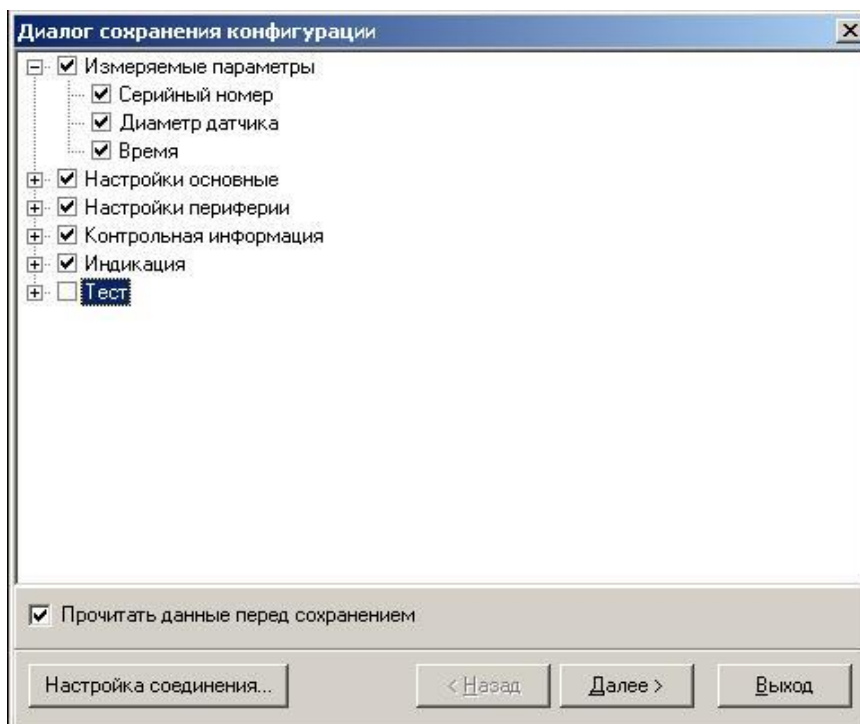 Диалог сохранения конфигурации
Измеряемые параметры
Серийный номер
Диаметр датчика
Время
Настройки основные
Настройки периферии
Контрольная информация
Индикация
Тест
Прочитать данные перед сохранением
Настройка соединения... < Назад Далее > Выход